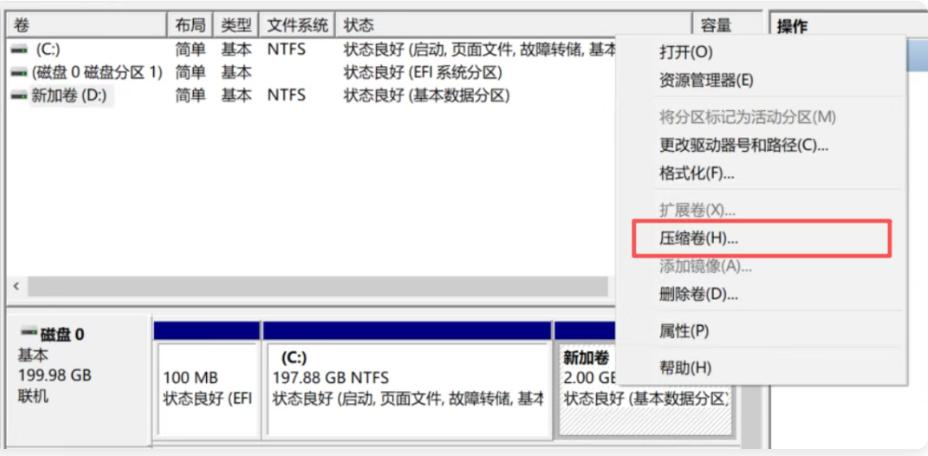 卷 布局 类型 文件系统 状态 容量 操作
(C:) 简单 基本 NTFS 状态良好 (启动, 页面文件, 故障转储, 基本
(磁盘 0 磁盘分区 1) 简单 基本 状态良好 (EFI 系统分区)
新加卷 (D:) 简单 基本 NTFS 状态良好 (基本数据分区)
打开(O)
资源管理器(E)
将分区标记为活动分区(M)
更改驱动器号和路径(C)...
格式化(F)...
扩展卷(X)...
压缩卷(H)...
添加镜像(A)...
删除卷(D)...
属性(P)
帮助(H)
磁盘 0
基本
199.98 GB
联机
100 MB
状态良好 (EFI
(C:)
197.88 GB NTFS
状态良好 (启动, 页面文件, 故障转储, 基本
新加卷
2.00 GB
状态良好 (基本数据分区)